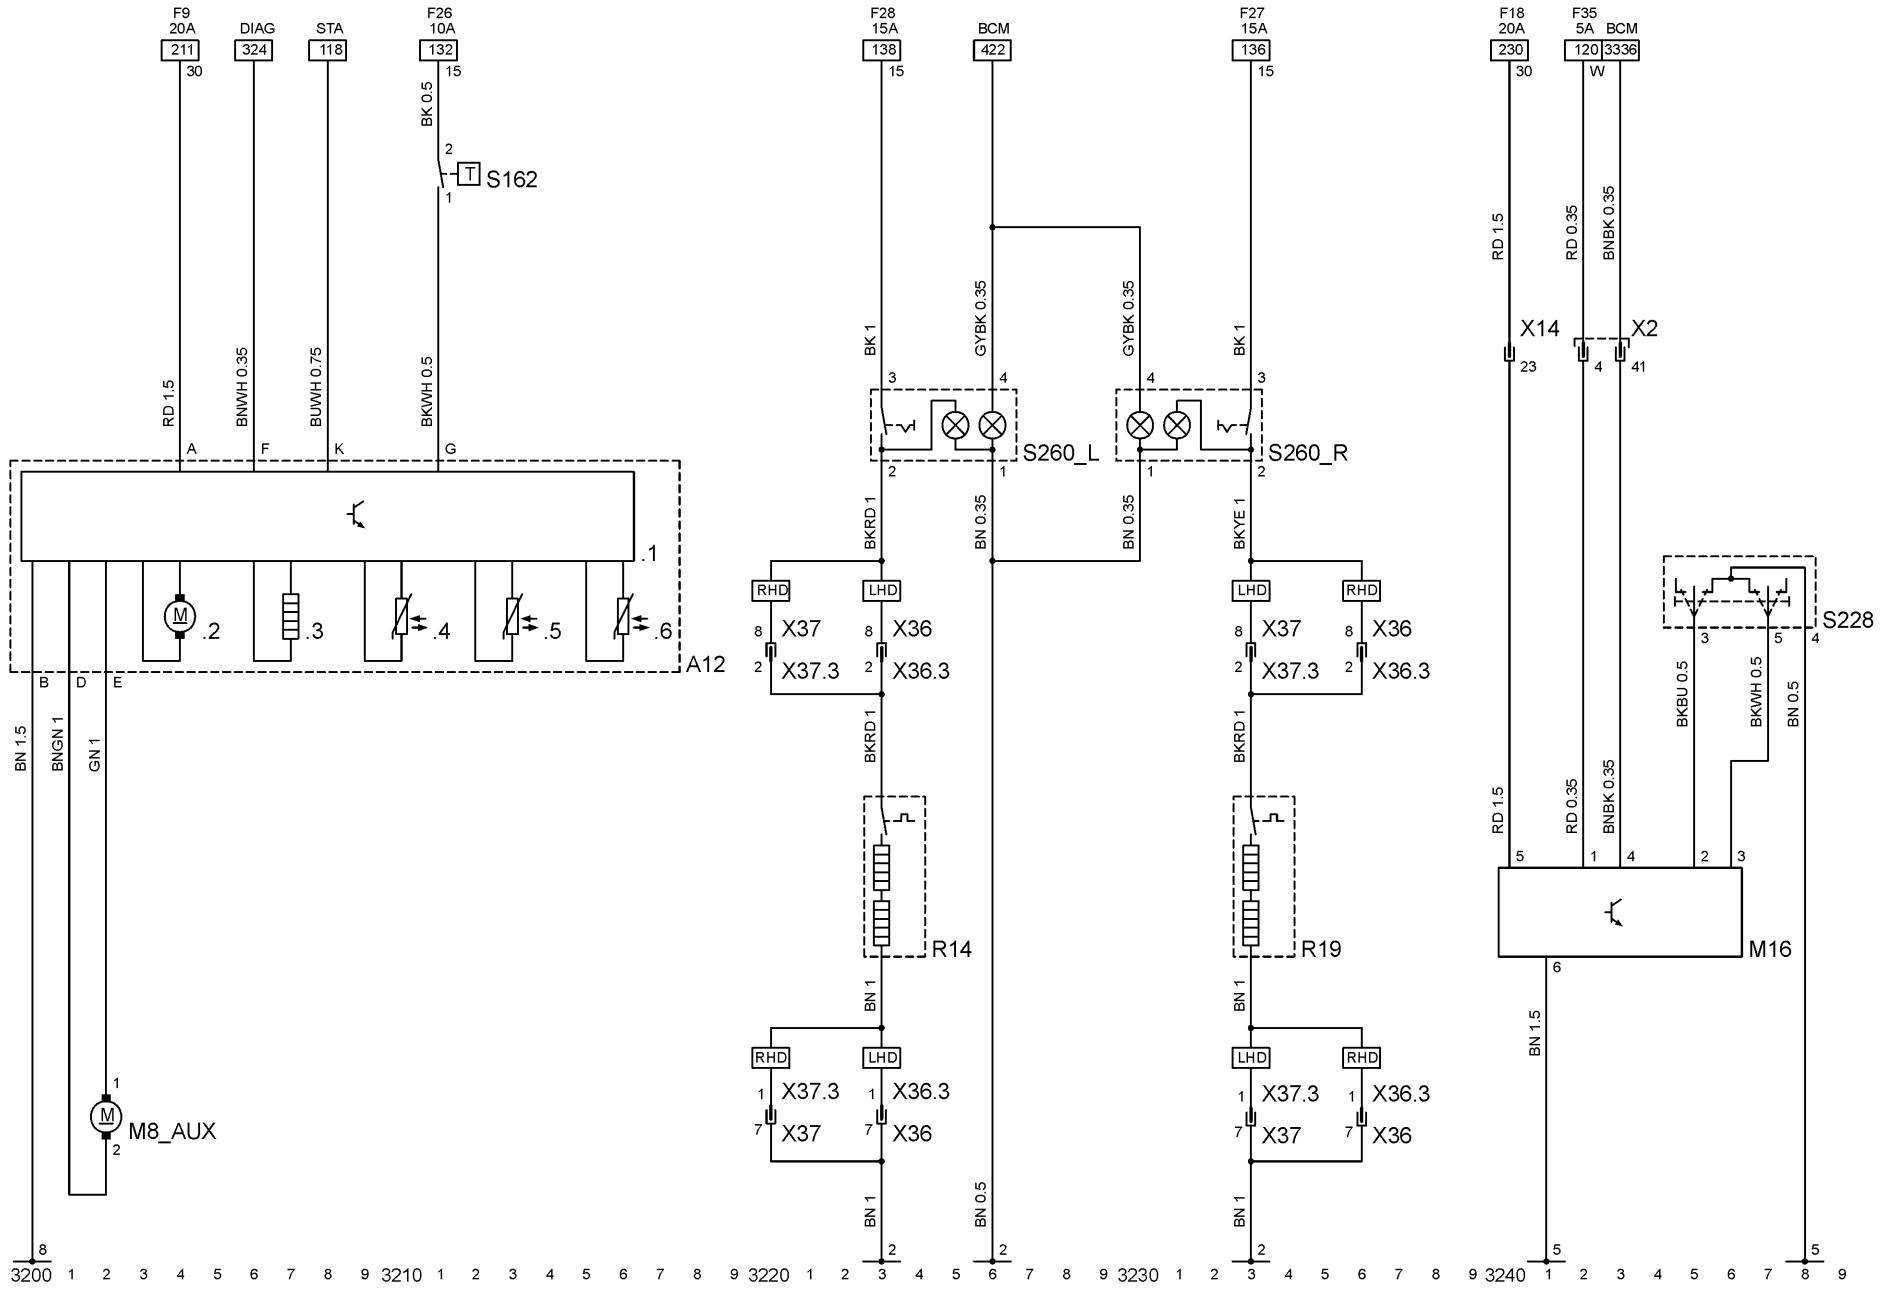 F9 F26 F28 F27 F18 F35
20A DIAG STA 10A 15A BCM 15A 20A 5A BCM
211 324 118 132 138 422 136 230 120 3336
30 15 15 15 30 W
BK 0.5
2
T S162
1
RD 1.5 RD 0.35 BNBK 0.35
GYBK 0.35 GYBK 0.35
X14 X2
RD 1.5 BNWH 0.35 BUWH 0.75 BKWH 0.5 BK 1 BK 1
23 4 41
3 4 4 3
A F K G
S260_L S260_R
2 1 1 2
BKRD 1 BN 0.35 BN 0.35 BKYE 1
.1
RHD LHD LHD RHD
M .2 .3 .4 .5 .6
8 X37 8 X36 8 X37 8 X36
S228
3 5 4
2 X37.3 2 X36.3 2 X37.3 2 X36.3
A12
B D E
BN 1.5 BNGN 1 GN 1 BKRD 1 BKRD 1 BKBU 0.5 BKWH 0.5 BN 0.5
RD 1.5 RD 0.35 BNBK 0.35
5 1 4 2 3
R14 R19 M16
6
BN 1 BN 1 BN 1.5
RHD LHD LHD RHD
1
1 X37.3 1 X36.3 1 X37.3 1 X36.3
M M8_AUX
7 X37 7 X36 7 X37 7 X36
2
BN 1 BN 0.5 BN 1
8 2 2 2 5 5
3200 1 2 3 4 5 6 7 8 9 3210 1 2 3 4 5 6 7 8 9 3220 1 2 3 4 5 6 7 8 9 3230 1 2 3 4 5 6 7 8 9 3240 1 2 3 4 5 6 7 8 9